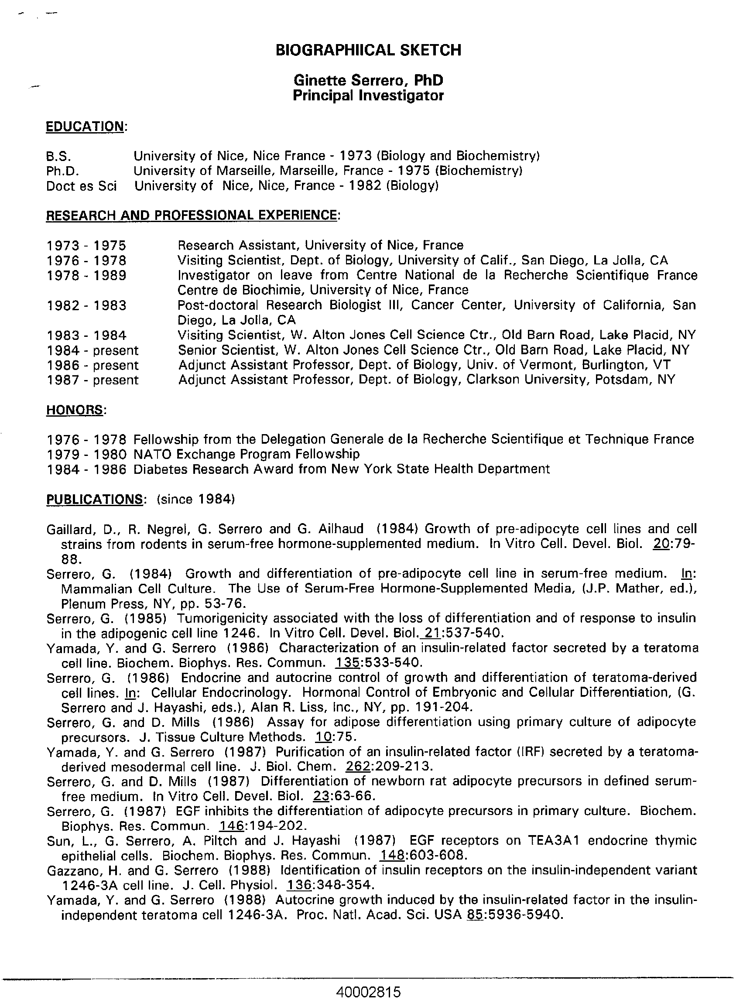 BIOGRAPHIICAL SKETCH
Ginette Serrero, PhD
Principal Investigator
EDUCATION:
B.S. University of Nice, Nice France - 1973 (Biology and Biochemistry)
Ph.D. University of Marseille, Marseille, France - 1975 (Biochemistry)
Doct es Sci University of Nice, Nice, France - 1982 (Biology)
RESEARCH AND PROFESSIONAL EXPERIENCE:
1973 - 1975 Research Assistant, University of Nice, France
1976 - 1978 Visiting Scientist, Dept. of Biology, University of Calif., San Diego, La Jolla, CA
1978 - 1989 Investigator on leave from Centre National de la Recherche Scientifique France
Centre de Biochimie, University of Nice, France
1982 - 1983 Post-doctoral Research Biologist III, Cancer Center, University of California, San
Diego, La Jolla, CA
1983 - 1984 Visiting Scientist, W. Alton Jones Cell Science Ctr., Old Barn Road, Lake Placid, NY
1984 - present Senior Scientist, W. Alton Jones Cell Science Ctr., Old Barn Road, Lake Placid, NY
1986 - present Adjunct Assistant Professor, Dept. of Biology, Univ. of Vermont, Burlington, VT
1987 - present Adjunct Assistant Professor, Dept. of Biology, Clarkson University, Potsdam, NY
HONORS:
1976 - 1978 Fellowship from the Delegation Generale de la Recherche Scientifique et Technique France
1979 - 1980 NATO Exchange Program Fellowship
1984 - 1986 Diabetes Research Award from New York State Health Department
PUBLICATIONS: (since 1984)
Gaillard, D., R. Negrel, G. Serrero and G. Ailhaud (1984) Growth of pre-adipocyte cell lines and cell
strains from rodents in serum-free hormone-supplemented medium. In Vitro Cell. Devel. Biol. 20:79-
88.
Serrero, G. (1984) Growth and differentiation of pre-adipocyte cell line in serum-free medium. In:
Mammalian Cell Culture. The Use of Serum-Free Hormone-Supplemented Media, (J.P. Mather, ed.),
Plenum Press, NY, pp. 53-76.
Serrero, G. (1985) Tumorigenicity associated with the loss of differentiation and of response to insulin
in the adipogenic cell line 1246. In Vitro Cell. Devel. Biol. 21:537-540.
Yamada, Y. and G. Serrero (1986) Characterization of an insulin-related factor secreted by a teratoma
cell line. Biochem. Biophys. Res. Commun. 135:533-540.
Serrero, G. (1986) Endocrine and autocrine control of growth and differentiation of teratoma-derived
cell lines. In: Cellular Endocrinology. Hormonal Control of Embryonic and Cellular Differentiation, (G.
Serrero and J. Hayashi, eds.), Alan R. Liss, Inc., NY, pp. 191-204.
Serrero, G. and D. Mills (1986) Assay for adipose differentiation using primary culture of adipocyte
precursors. J. Tissue Culture Methods. 10:75.
Yamada, Y. and G. Serrero (1987) Purification of an insulin-related factor (IRF) secreted by a teratoma-
derived mesodermal cell line. J. Biol. Chem. 262:209-213.
Serrero, G. and D. Mills (1987) Differentiation of newborn rat adipocyte precursors in defined serum-
free medium. In Vitro Cell. Devel. Biol. 23:63-66.
Serrero, G. (1987) EGF inhibits the differentiation of adipocyte precursors in primary culture. Biochem.
Biophys. Res. Commun. 146:194-202.
Sun, L., G. Serrero, A. Piltch and J. Hayashi (1987) EGF receptors on TEA3A1 endocrine thymic
epithelial cells. Biochem. Biophys. Res. Commun. 148:603-608.
Gazzano, H. and G. Serrero (1988) Identification of insulin receptors on the insulin-independent variant
1246-3A cell line. J. Cell. Physiol. 136:348-354.
Yamada, Y. and G. Serrero (1988) Autocrine growth induced by the insulin-related factor in the insulin-
independent teratoma cell 1246-3A. Proc. Natl. Acad. Sci. USA 85:5936-5940.
40002815